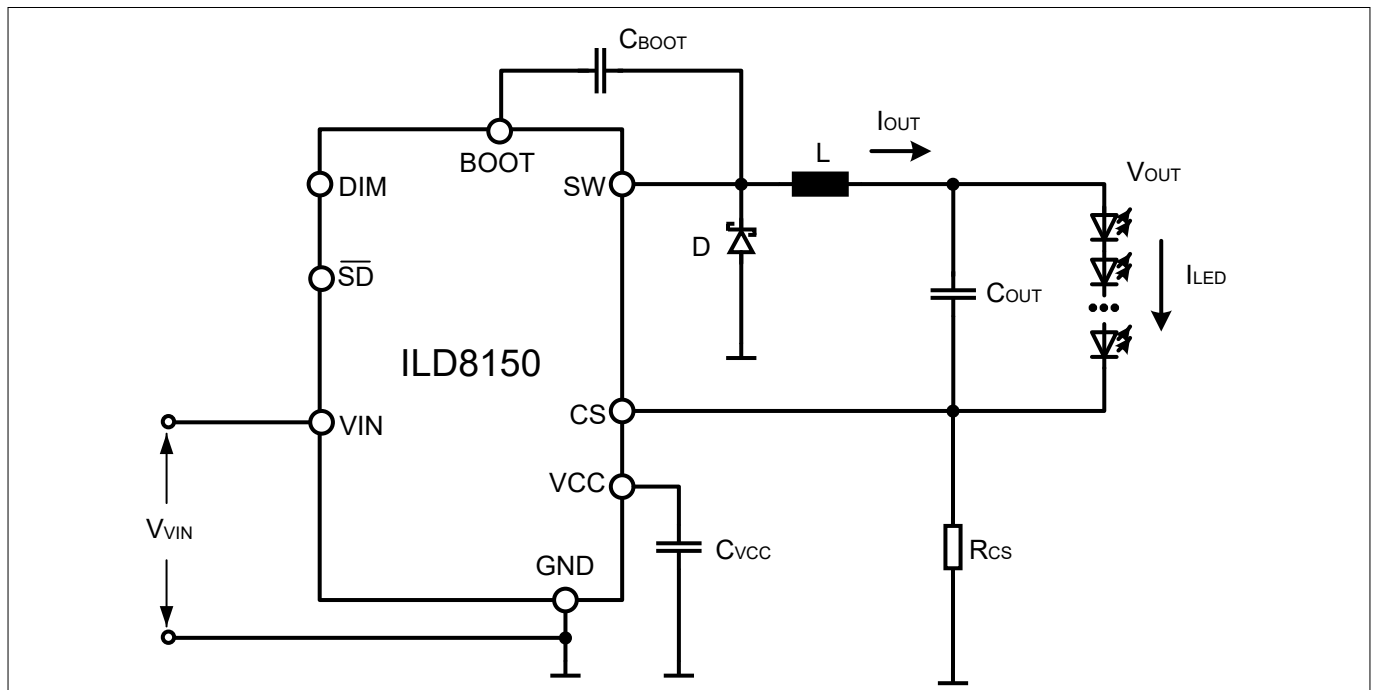 CBOOT
IOUT
BOOT
L
VOUT
DIM
SW
D
SD
COUT
ILED
ILD8150
CS
VIN
VCC
VVIN
CVCC
RCS
GND